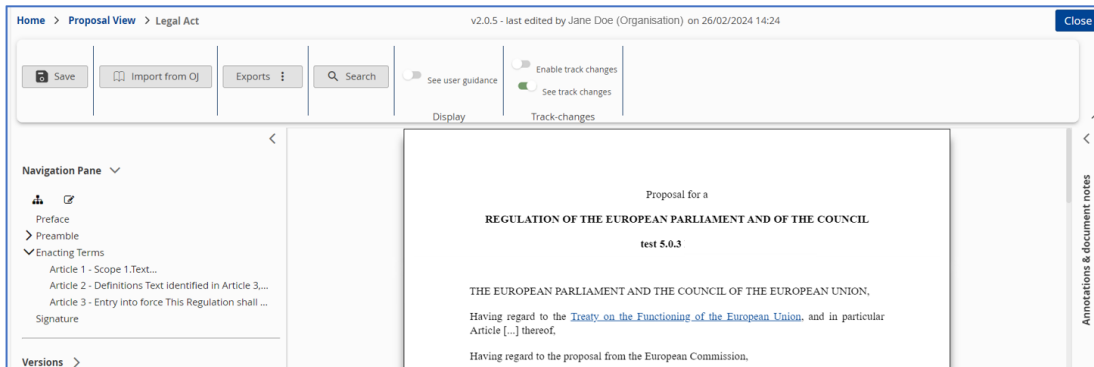 Home > Proposal View > Legal Act
v2.0.5 - last edited by Jane Doe (Organisation) on 26/02/2024 14:24
Close
Save
Import from OJ
Exports
Search
See user guidance
Display
Enable track changes
See track changes
Track-changes
Navigation Pane
Preface
Preamble
Enacting Terms
Article 1 - Scope 1.Text...
Article 2 - Definitions Text identified in Article 3,...
Article 3 - Entry into force This Regulation shall ...
Signature
Versions
Proposal for a
REGULATION OF THE EUROPEAN PARLIAMENT AND OF THE COUNCIL
test 5.0.3
THE EUROPEAN PARLIAMENT AND THE COUNCIL OF THE EUROPEAN UNION,
Having regard to the Treaty on the Functioning of the European Union, and in particular
Article [...] thereof,
Having regard to the proposal from the European Commission,
Annotations & document notes